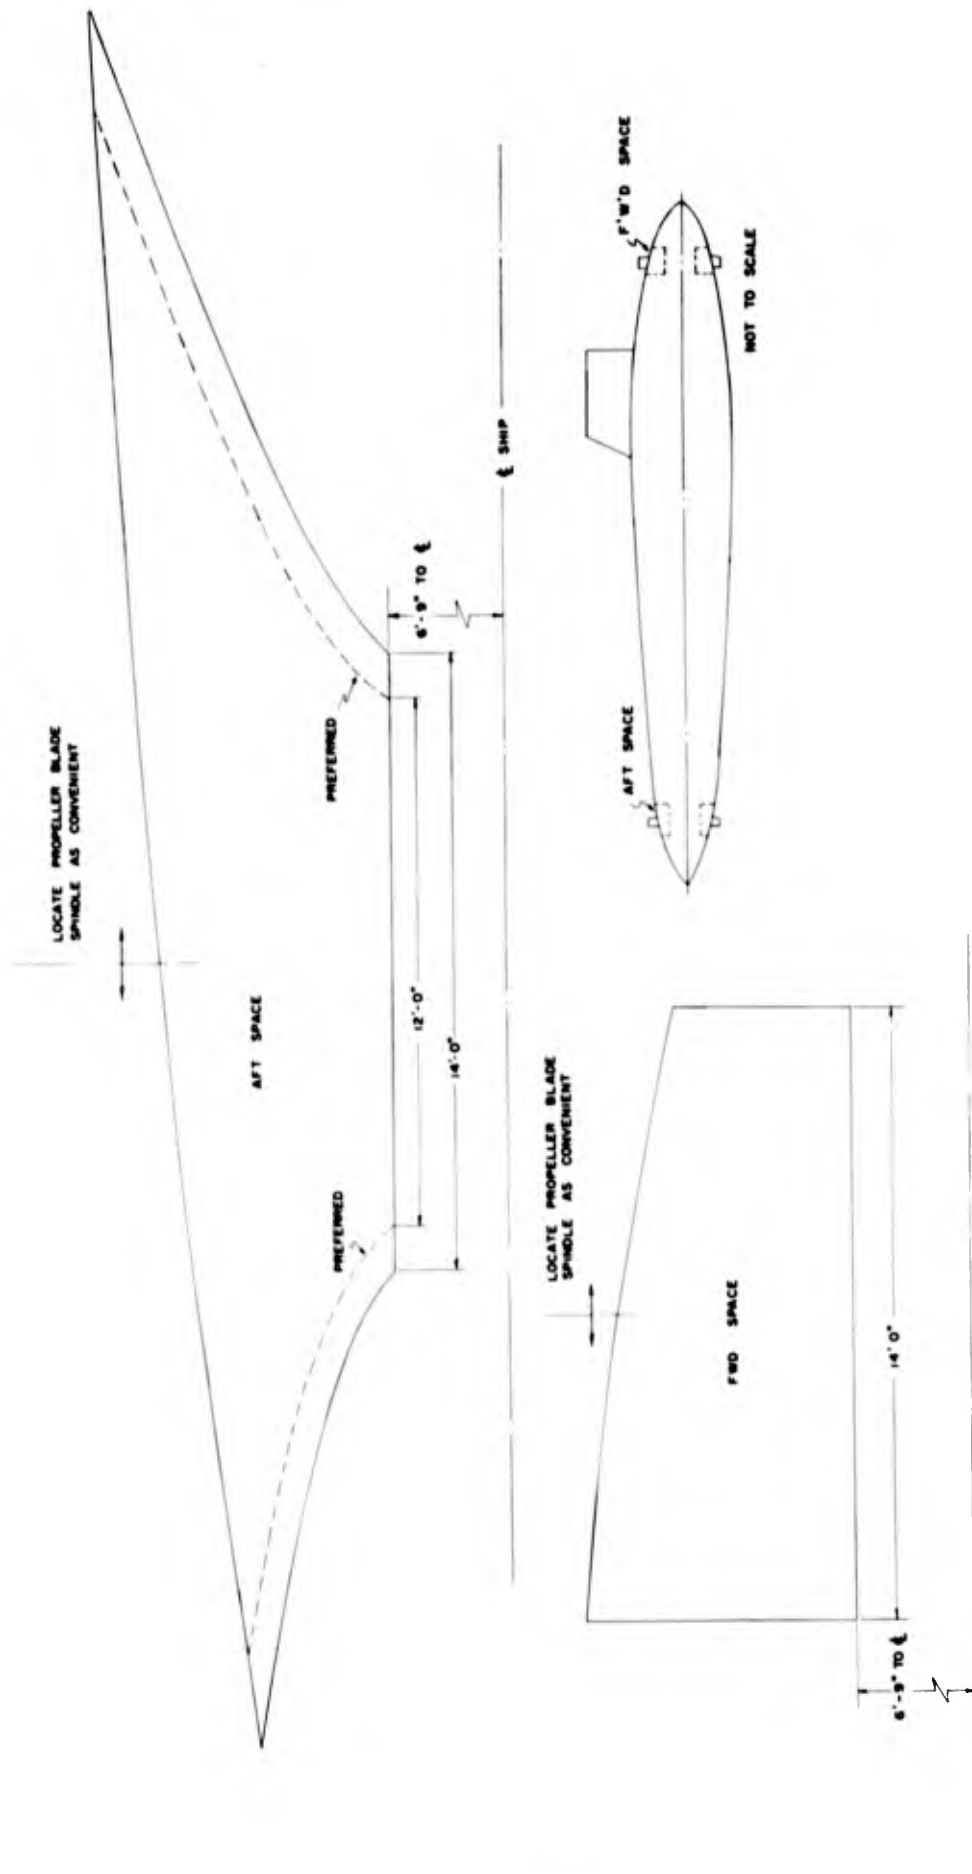 LOCATE PROPELLER BLADE
SPINDLE AS CONVENIENT
AFT SPACE
PREFERRED
PREFERRED
12'-0"
14'-0"
6'-9" TO ℄
℄ SHIP
LOCATE PROPELLER BLADE
SPINDLE AS CONVENIENT
FWD SPACE
14'0"
6'-9" TO ℄
AFT SPACE
F'W'D SPACE
NOT TO SCALE